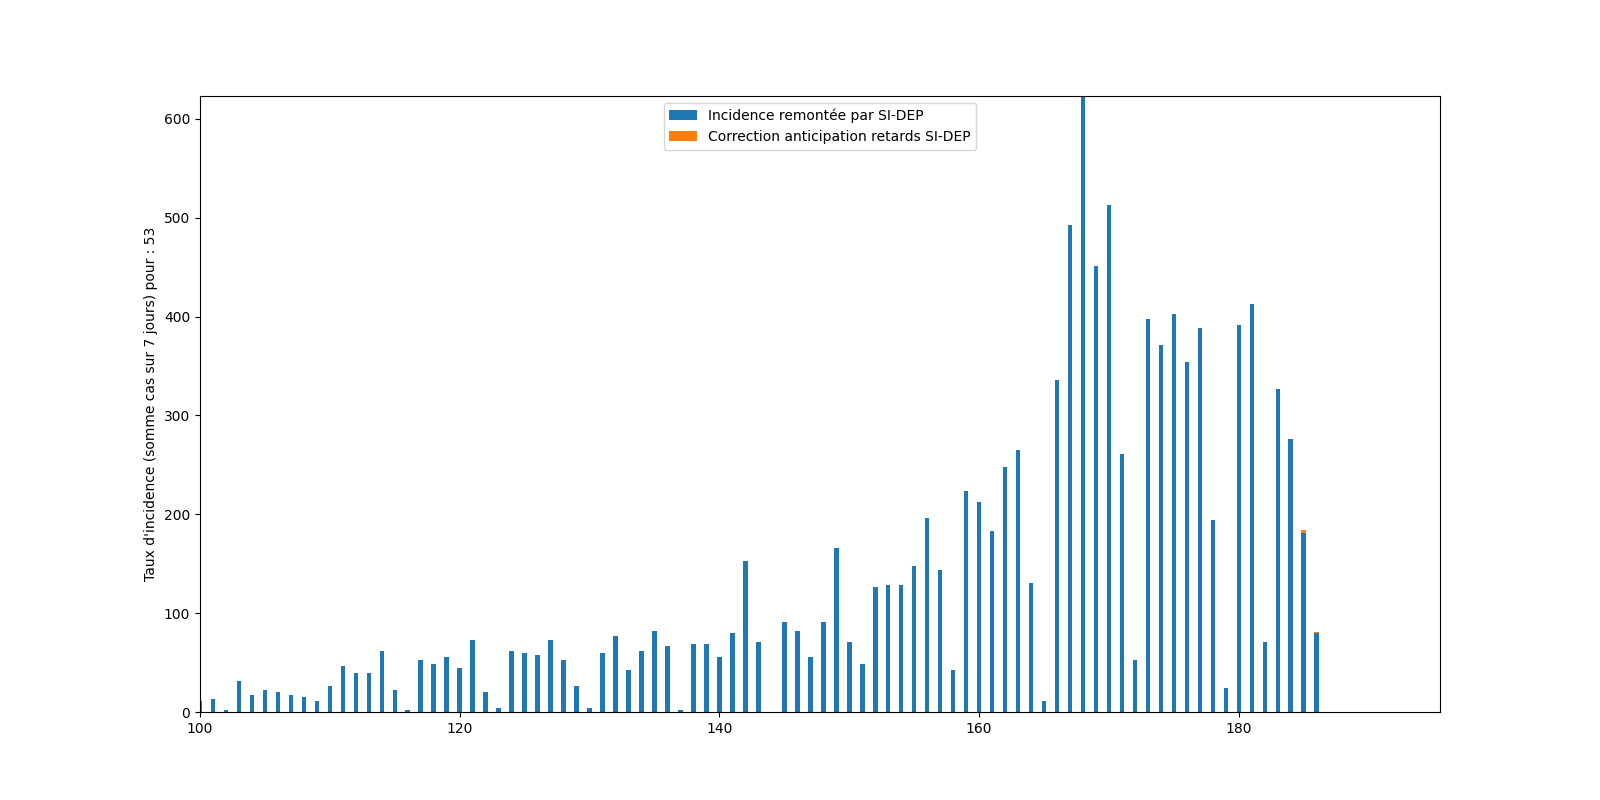 Incidence remontée par SI-DEP
Correction anticipation retards SI-DEP
Taux d'incidence (somme cas sur 7 jours) pour : 53
600
500
400
300
200
100
0
100 120 140 160 180